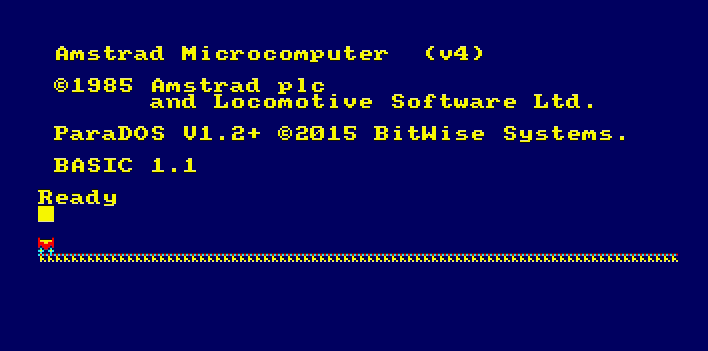 Amstrad Microcomputer (v4)
©1985 Amstrad plc
and Locomotive Software Ltd.
ParaDOS V1.2+ ©2015 BitWise Systems.
BASIC 1.1
Ready